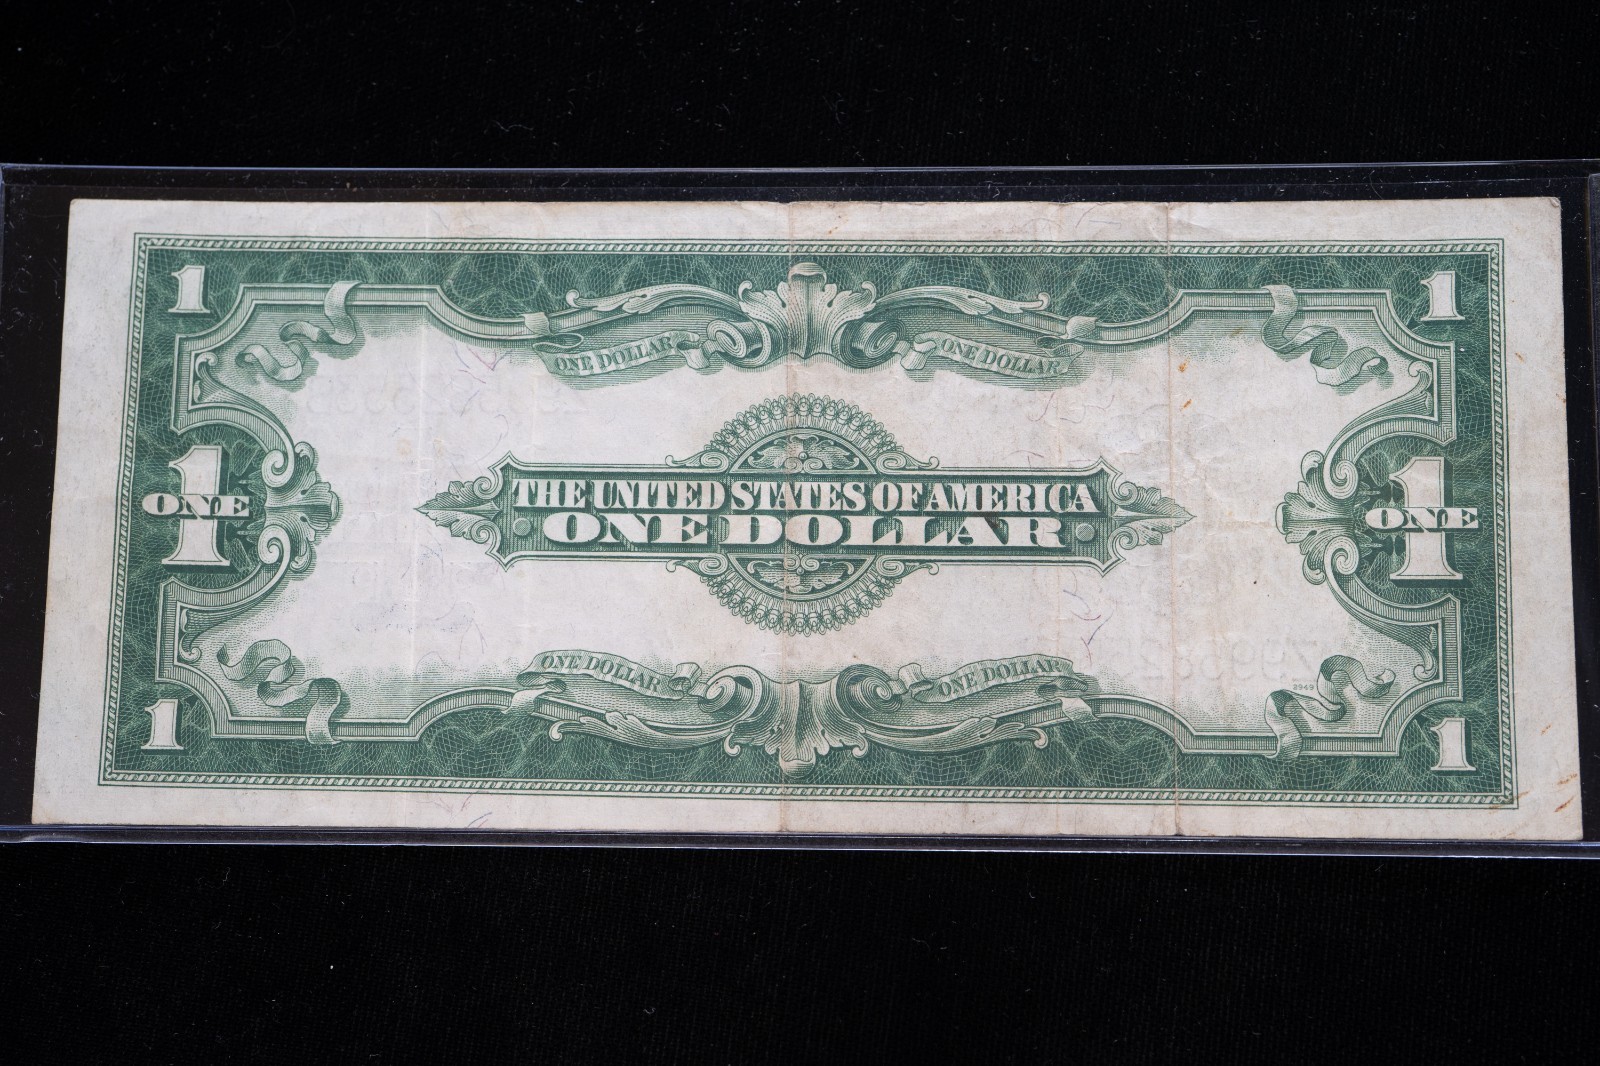 1 1
ONE DOLLAR ONE DOLLAR
THE UNITED STATES OF AMERICA
1 ONE 1 ONE
ONE DOLLAR
ONE DOLLAR ONE DOLLAR
2949
1 1